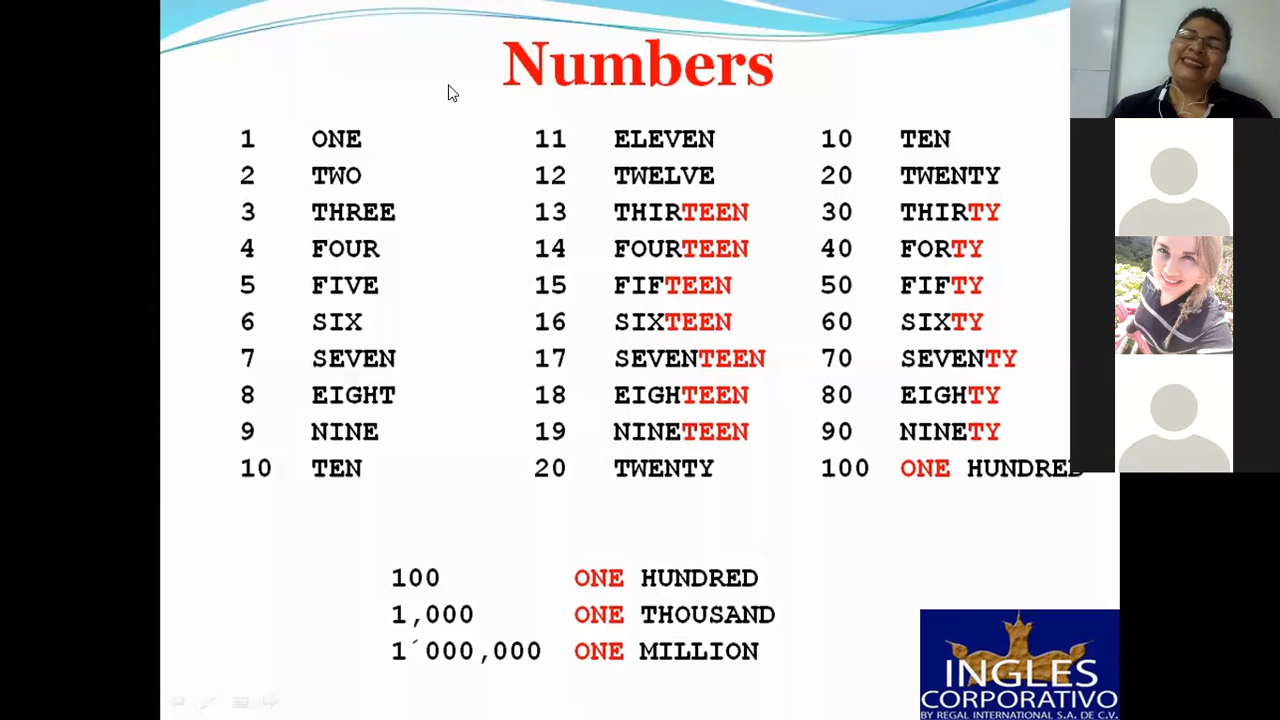 Numbers
1 ONE 11 ELEVEN 10 TEN
2 TWO 12 TWELVE 20 TWENTY
3 THREE 13 THIRTEEN 30 THIRTY
4 FOUR 14 FOURTEEN 40 FORTY
5 FIVE 15 FIFTEEN 50 FIFTY
6 SIX 16 SIXTEEN 60 SIXTY
7 SEVEN 17 SEVENTEEN 70 SEVENTY
8 EIGHT 18 EIGHTEEN 80 EIGHTY
9 NINE 19 NINETEEN 90 NINETY
10 TEN 20 TWENTY 100 ONE HUNDRED
100 ONE HUNDRED
1,000 ONE THOUSAND
1´000,000 ONE MILLION
INGLES
CORPORATIVO
BY REGAL INTERNATIONAL S.A. DE C.V.